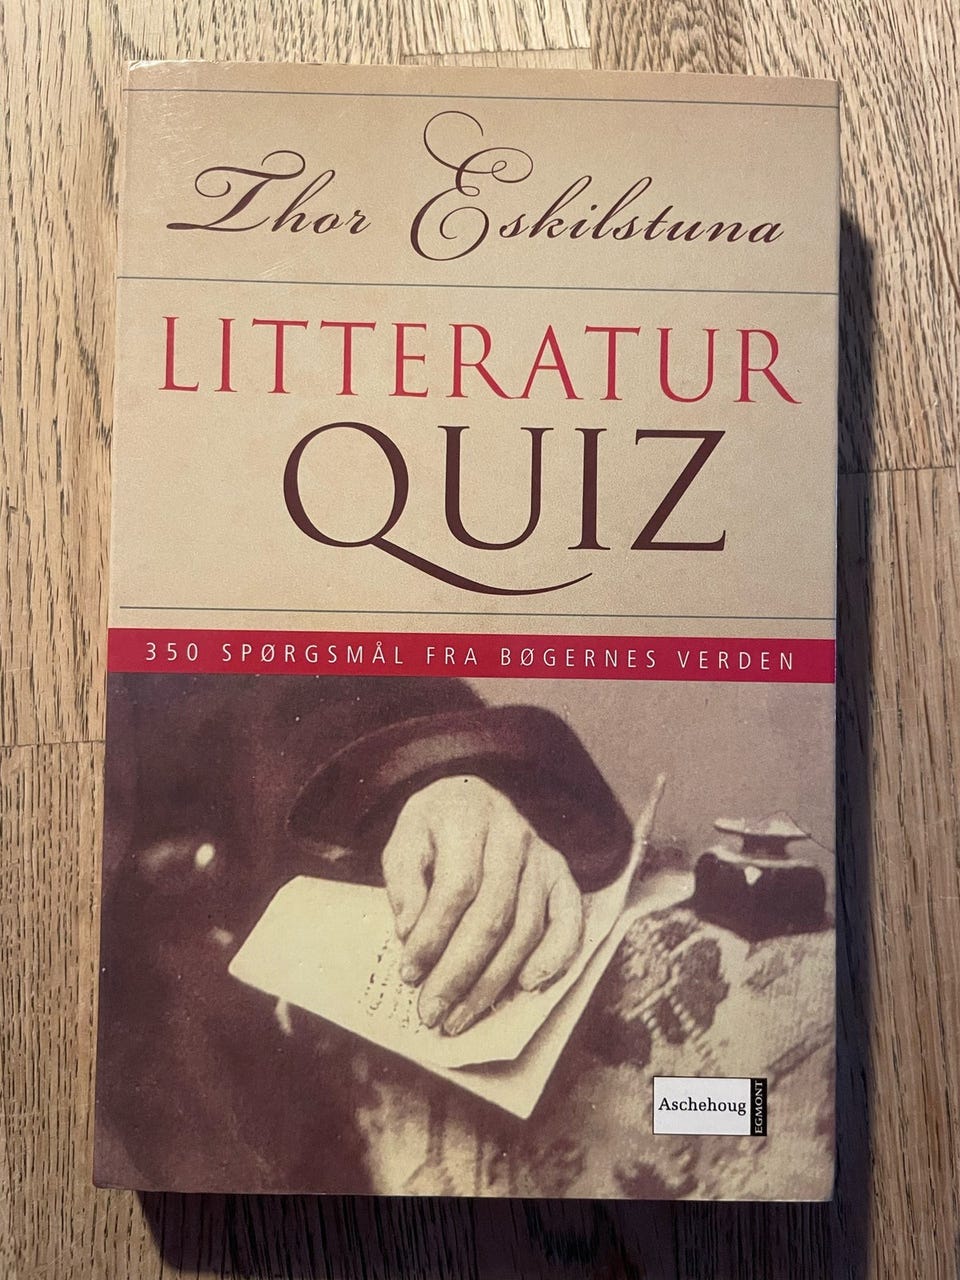 Thor Eskilstuna
LITTERATUR
QUIZ
350 SPØRGSMÅL FRA BØGERNES VERDEN
Aschehoug
EGMONT